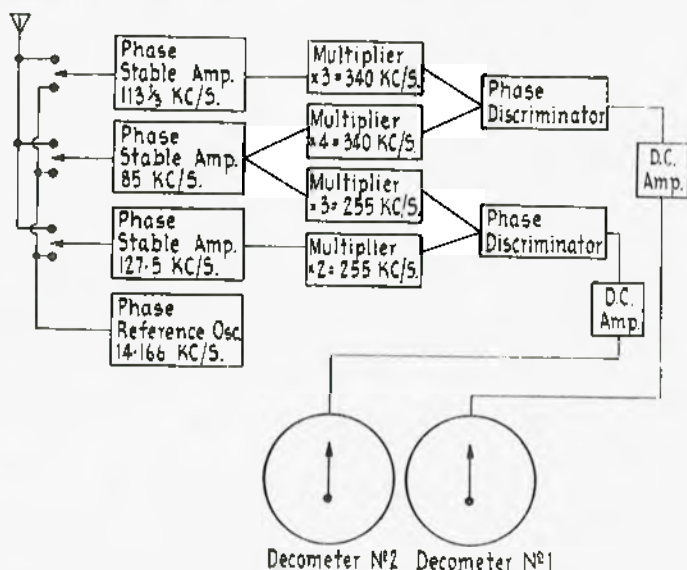 Phase
Stable Amp.
113⅓ KC/S.
Multiplier
×3=340 KC/S.
Phase
Discriminator
Multiplier
×4=340 KC/S.
Phase
Stable Amp.
85 KC/S.
D.C.
Amp.
Multiplier
×3=255 KC/S.
Phase
Stable Amp.
127·5 KC/S.
Multiplier
×2=255 KC/S.
Phase
Discriminator
Phase
Reference Osc.
14·166 KC/S.
D.C.
Amp.
Decometer Nº2 Decometer Nº1